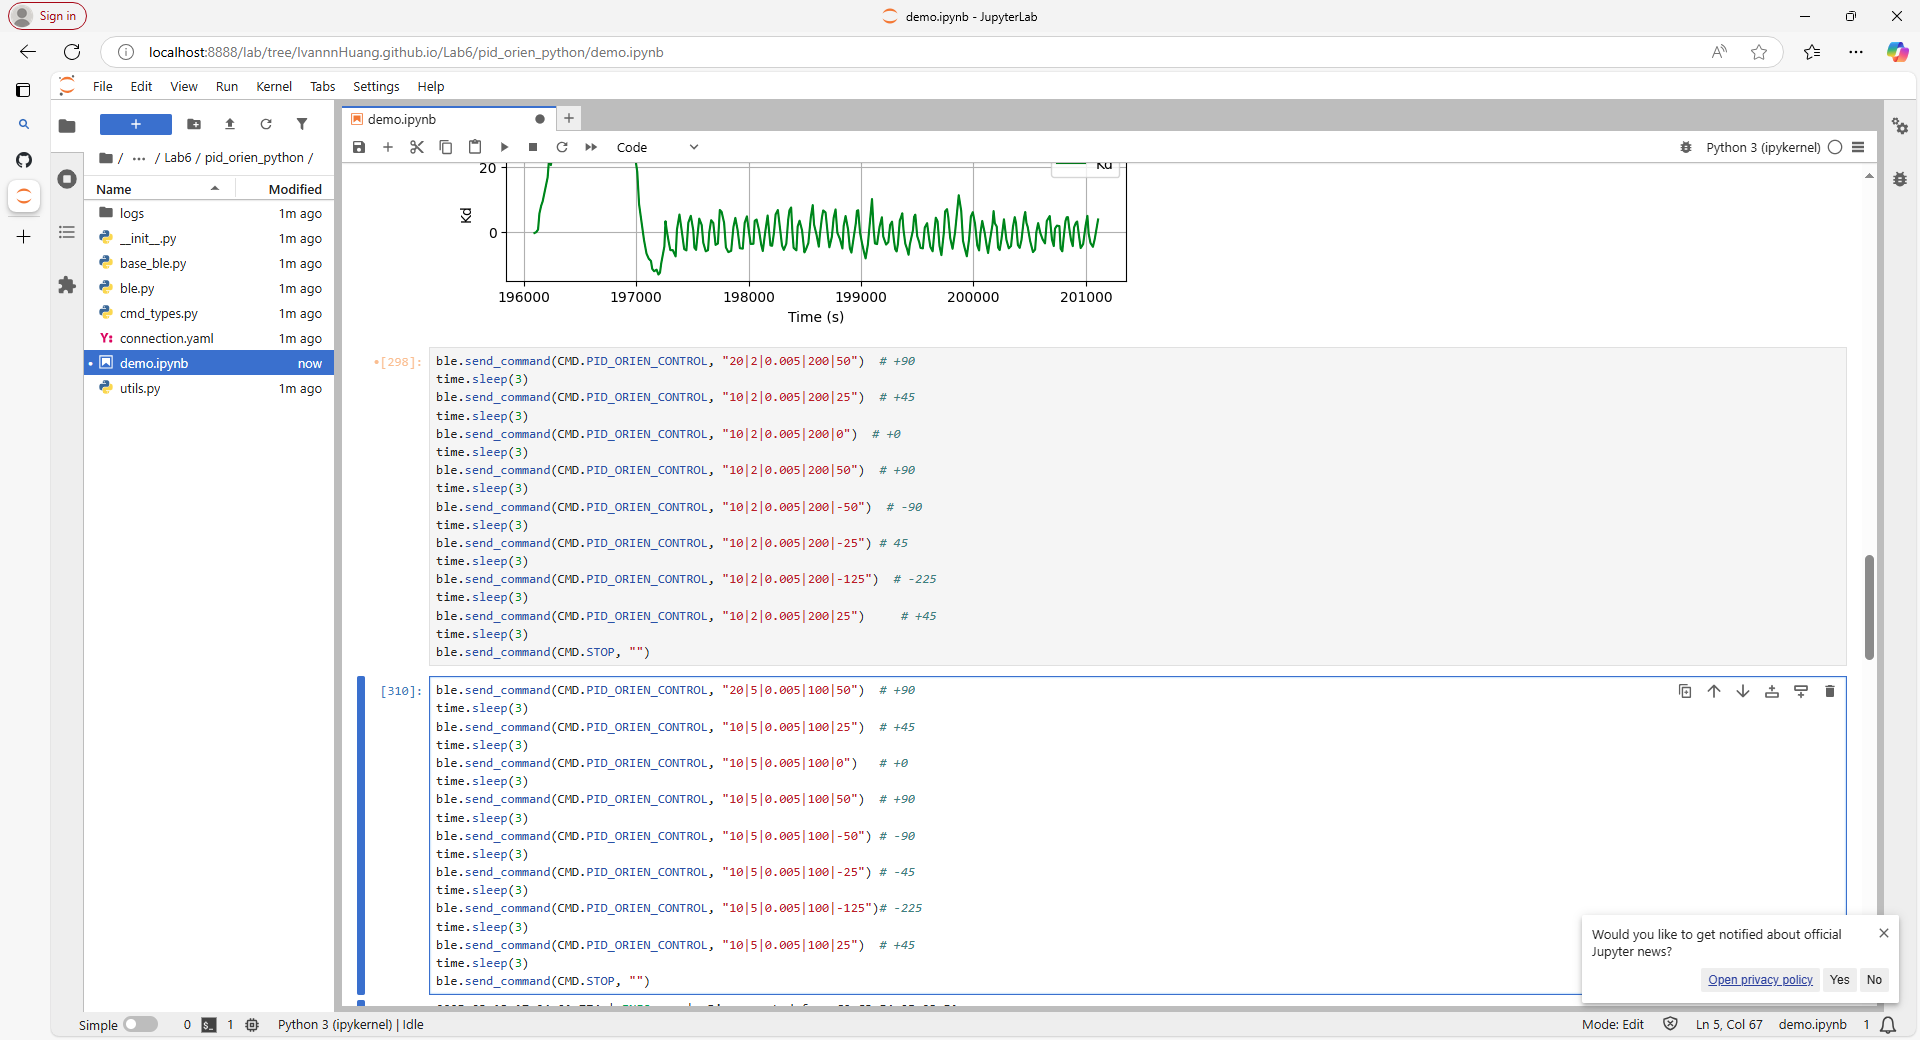 Sign in
demo.ipynb - JupyterLab
localhost:8888/lab/tree/IvannnHuang.github.io/Lab6/pid_orien_python/demo.ipynb
File Edit View Run Kernel Tabs Settings Help
demo.ipynb
Code
Python 3 (ipykernel)
/ ... / Lab6 / pid_orien_python /
Name Modified
logs 1m ago
__init__.py 1m ago
base_ble.py 1m ago
ble.py 1m ago
cmd_types.py 1m ago
Y: connection.yaml 1m ago
demo.ipynb now
utils.py 1m ago
Kd
20
0
Kd
196000 197000 198000 199000 200000 201000
Time (s)
[298]:
ble.send_command(CMD.PID_ORIEN_CONTROL, "20|2|0.005|200|50")  # +90
time.sleep(3)
ble.send_command(CMD.PID_ORIEN_CONTROL, "10|2|0.005|200|25")  # +45
time.sleep(3)
ble.send_command(CMD.PID_ORIEN_CONTROL, "10|2|0.005|200|0")  # +0
time.sleep(3)
ble.send_command(CMD.PID_ORIEN_CONTROL, "10|2|0.005|200|50")  # +90
time.sleep(3)
ble.send_command(CMD.PID_ORIEN_CONTROL, "10|2|0.005|200|-50")  # -90
time.sleep(3)
ble.send_command(CMD.PID_ORIEN_CONTROL, "10|2|0.005|200|-25") # 45
time.sleep(3)
ble.send_command(CMD.PID_ORIEN_CONTROL, "10|2|0.005|200|-125")  # -225
time.sleep(3)
ble.send_command(CMD.PID_ORIEN_CONTROL, "10|2|0.005|200|25")     # +45
time.sleep(3)
ble.send_command(CMD.STOP, "")
[310]:
ble.send_command(CMD.PID_ORIEN_CONTROL, "20|5|0.005|100|50")  # +90
time.sleep(3)
ble.send_command(CMD.PID_ORIEN_CONTROL, "10|5|0.005|100|25")  # +45
time.sleep(3)
ble.send_command(CMD.PID_ORIEN_CONTROL, "10|5|0.005|100|0")   # +0
time.sleep(3)
ble.send_command(CMD.PID_ORIEN_CONTROL, "10|5|0.005|100|50")  # +90
time.sleep(3)
ble.send_command(CMD.PID_ORIEN_CONTROL, "10|5|0.005|100|-50") # -90
time.sleep(3)
ble.send_command(CMD.PID_ORIEN_CONTROL, "10|5|0.005|100|-25") # -45
time.sleep(3)
ble.send_command(CMD.PID_ORIEN_CONTROL, "10|5|0.005|100|-125")# -225
time.sleep(3)
ble.send_command(CMD.PID_ORIEN_CONTROL, "10|5|0.005|100|25")  # +45
time.sleep(3)
ble.send_command(CMD.STOP, "")
Would you like to get notified about official
Jupyter news?
Open privacy policy Yes No
Simple 0 1 Python 3 (ipykernel) | Idle Mode: Edit Ln 5, Col 67 demo.ipynb 1